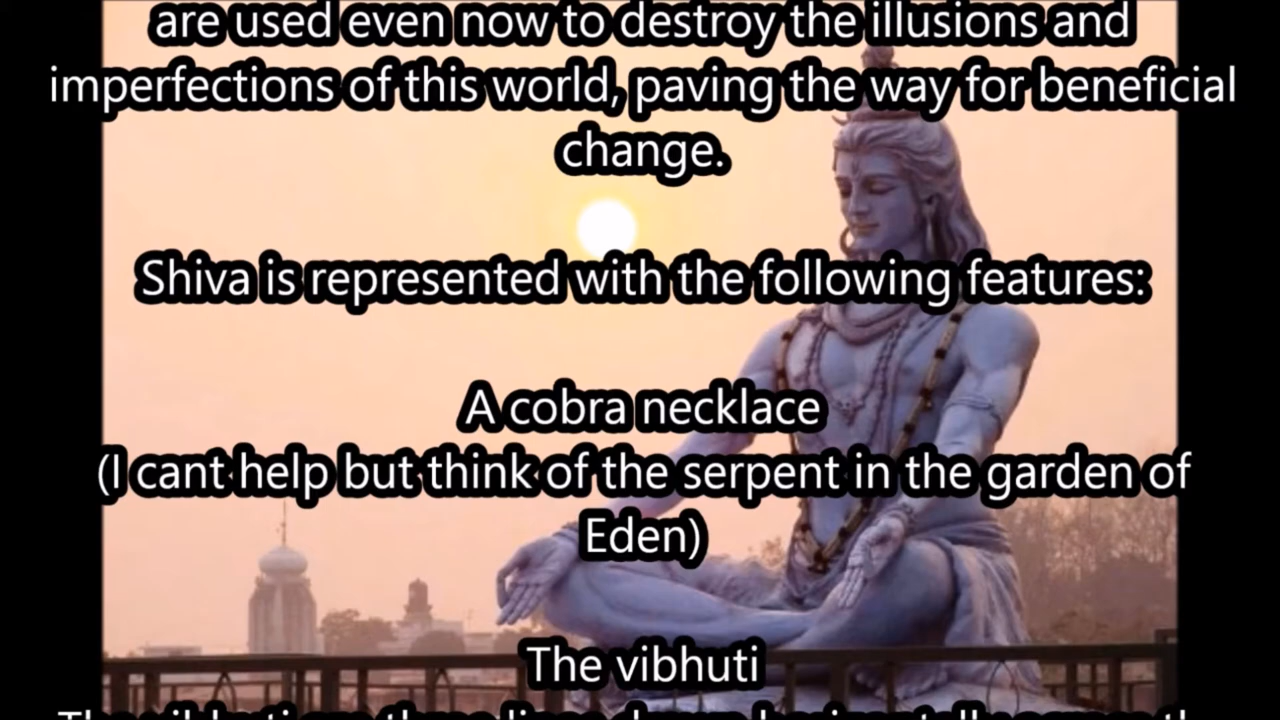 are used even now to destroy the illusions and
imperfections of this world, paving the way for beneficial
change.
Shiva is represented with the following features:
A cobra necklace
(I cant help but think of the serpent in the garden of
Eden)
The vibhuti